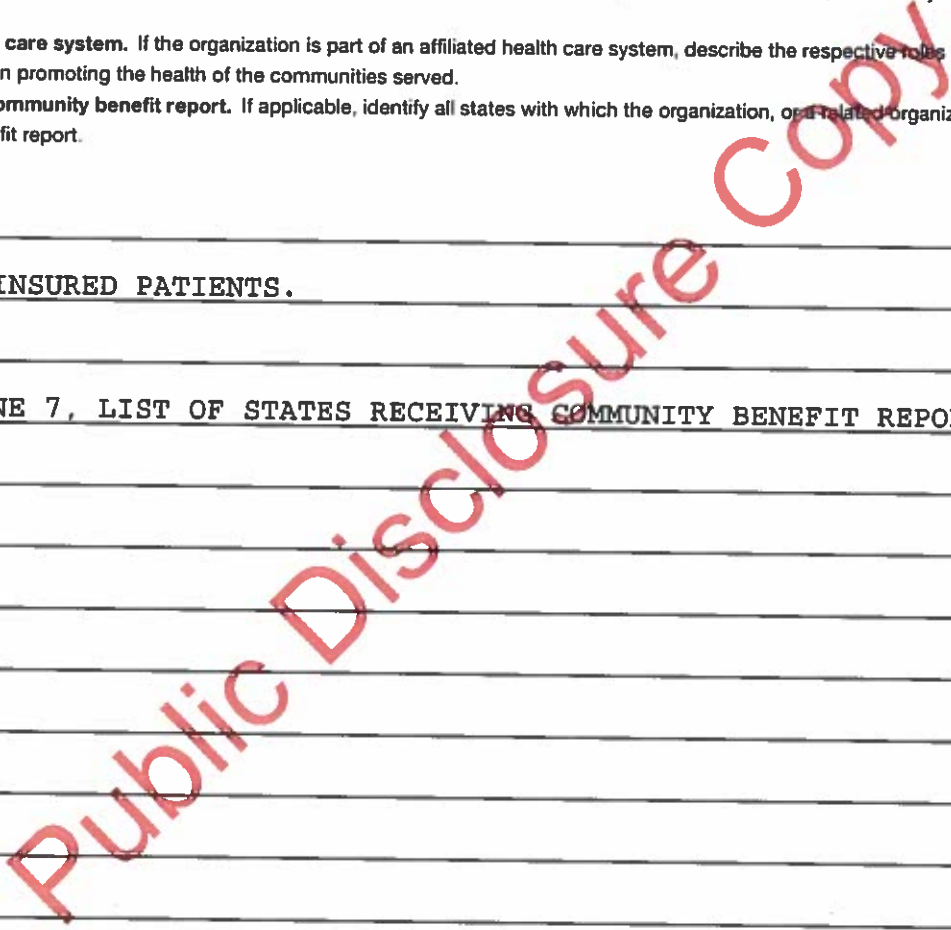 care system. If the organization is part of an affiliated health care system, describe the respective roles
n promoting the health of the communities served.
ommunity benefit report. If applicable, identify all states with which the organization, or a related organiz
fit report.
INSURED PATIENTS.
NE 7, LIST OF STATES RECEIVING COMMUNITY BENEFIT REPO
Public Disclosure Copy